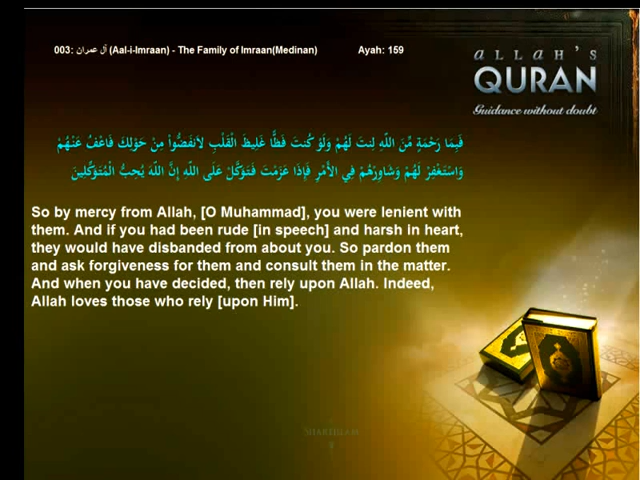 003: آل عمران (Aal-i-Imraan) - The Family of Imraan(Medinan) Ayah: 159
ALLAH'S
QURAN
Guidance without doubt
فَبِمَا رَحْمَةٍ مِّنَ اللَّهِ لِنتَ لَهُمْ وَلَوْ كُنتَ فَظًّا غَلِيظَ الْقَلْبِ لاَنفَضُّواْ مِنْ حَوْلِكَ فَاعْفُ عَنْهُمْ
وَاسْتَغْفِرْ لَهُمْ وَشَاوِرْهُمْ فِي الأَمْرِ فَإِذَا عَزَمْتَ فَتَوَكَّلْ عَلَى اللَّهِ إِنَّ اللَّهَ يُحِبُّ الْمُتَوَكِّلِينَ
So by mercy from Allah, [O Muhammad], you were lenient with
them. And if you had been rude [in speech] and harsh in heart,
they would have disbanded from about you. So pardon them
and ask forgiveness for them and consult them in the matter.
And when you have decided, then rely upon Allah. Indeed,
Allah loves those who rely [upon Him].